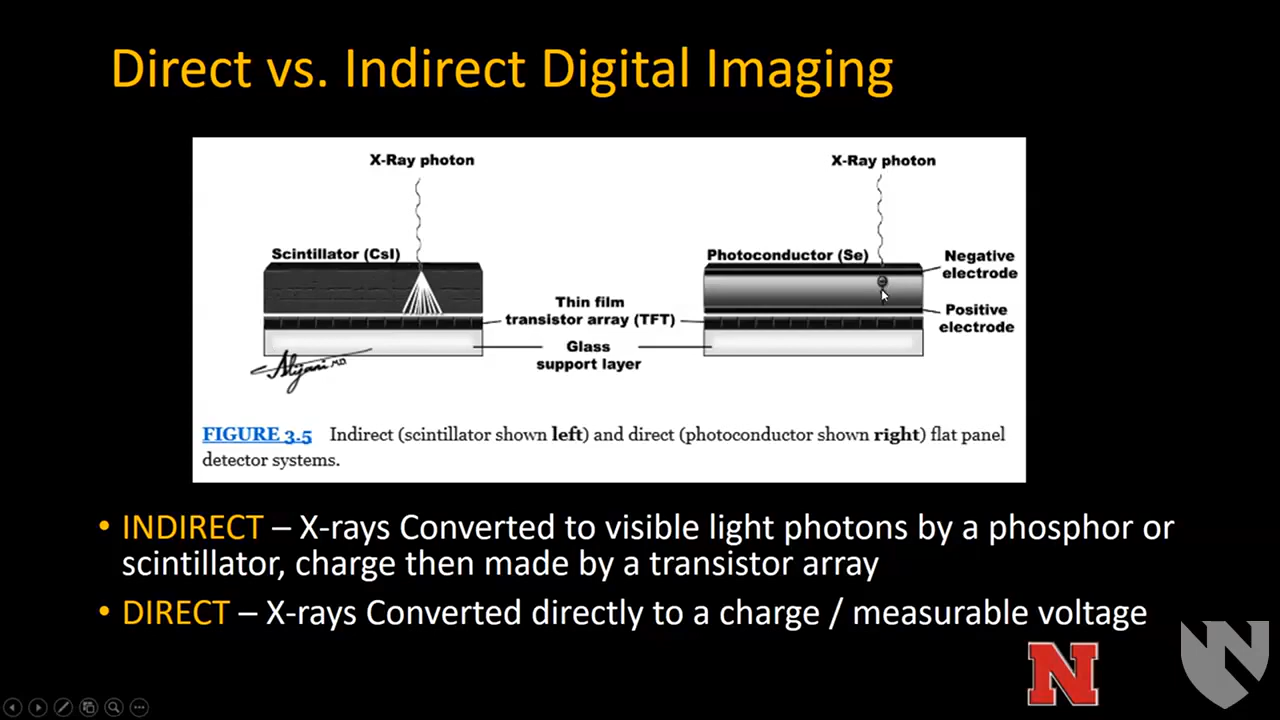 Direct vs. Indirect Digital Imaging
X-Ray photon
X-Ray photon
Scintillator (CsI)
Photoconductor (Se)
Negative
electrode
Thin film
transistor array (TFT)
Positive
electrode
Glass
support layer
Alijani M.D.
FIGURE 3.5 Indirect (scintillator shown left) and direct (photoconductor shown right) flat panel
detector systems.
• INDIRECT – X-rays Converted to visible light photons by a phosphor or
scintillator, charge then made by a transistor array
• DIRECT – X-rays Converted directly to a charge / measurable voltage
N
N